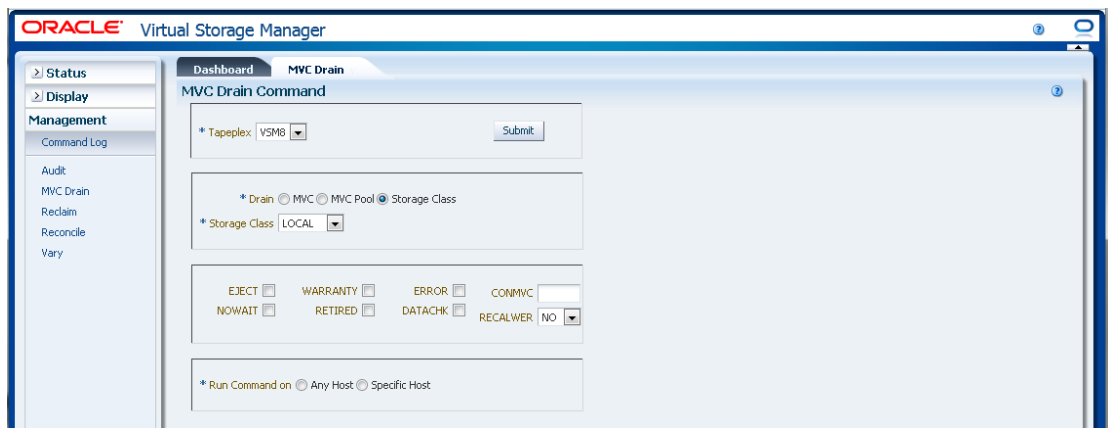 ORACLE Virtual Storage Manager
Status
Display
Management
Command Log
Audit
MVC Drain
Reclaim
Reconcile
Vary
Dashboard MVC Drain
MVC Drain Command
* Tapeplex VSM8 Submit
* Drain MVC MVC Pool Storage Class
* Storage Class LOCAL
EJECT WARRANTY ERROR CONMVC
NOWAIT RETIRED DATACHK RECALWER NO
* Run Command on Any Host Specific Host